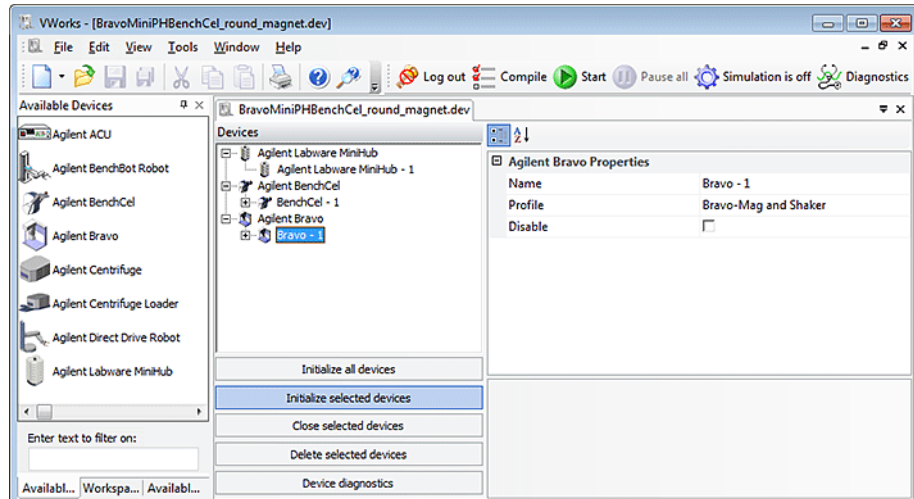 VWorks - [BravoMiniPHBenchCel_round_magnet.dev]
File Edit View Tools Window Help
Log out Compile Start Pause all Simulation is off Diagnostics
Available Devices
Agilent ACU
Agilent BenchBot Robot
Agilent BenchCel
Agilent Bravo
Agilent Centrifuge
Agilent Centrifuge Loader
Agilent Direct Drive Robot
Agilent Labware MiniHub
Enter text to filter on:
Availabl... Workspa... Availabl...
BravoMiniPHBenchCel_round_magnet.dev
Devices
Agilent Labware MiniHub
Agilent Labware MiniHub - 1
Agilent BenchCel
BenchCel - 1
Agilent Bravo
Bravo - 1
Initialize all devices
Initialize selected devices
Close selected devices
Delete selected devices
Device diagnostics
Agilent Bravo Properties
Name Bravo - 1
Profile Bravo-Mag and Shaker
Disable